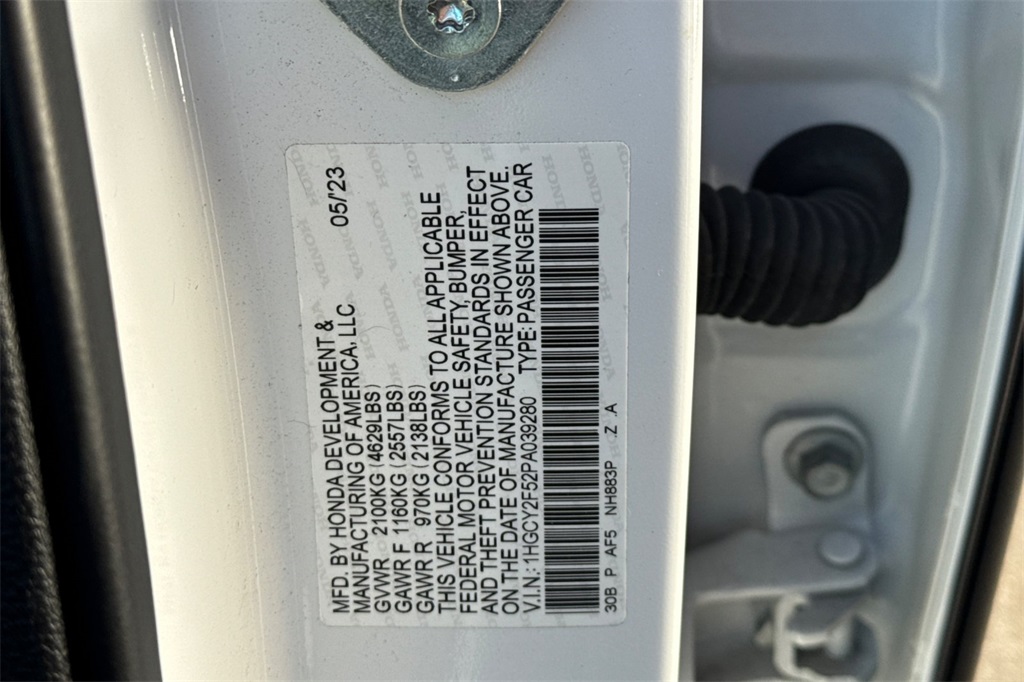 MFD. BY HONDA DEVELOPMENT &
MANUFACTURING OF AMERICA, LLC. 05/'23
GVWR 2100KG (4629LBS)
GAWR F 1160KG (2557LBS)
GAWR R 970KG (2138LBS)
THIS VEHICLE CONFORMS TO ALL APPLICABLE
FEDERAL MOTOR VEHICLE SAFETY, BUMPER,
AND THEFT PREVENTION STANDARDS IN EFFECT
ON THE DATE OF MANUFACTURE SHOWN ABOVE.
V.I.N.: 1HGCY2F52PA039280 TYPE: PASSENGER CAR
30B P AF5 NH883P Z A